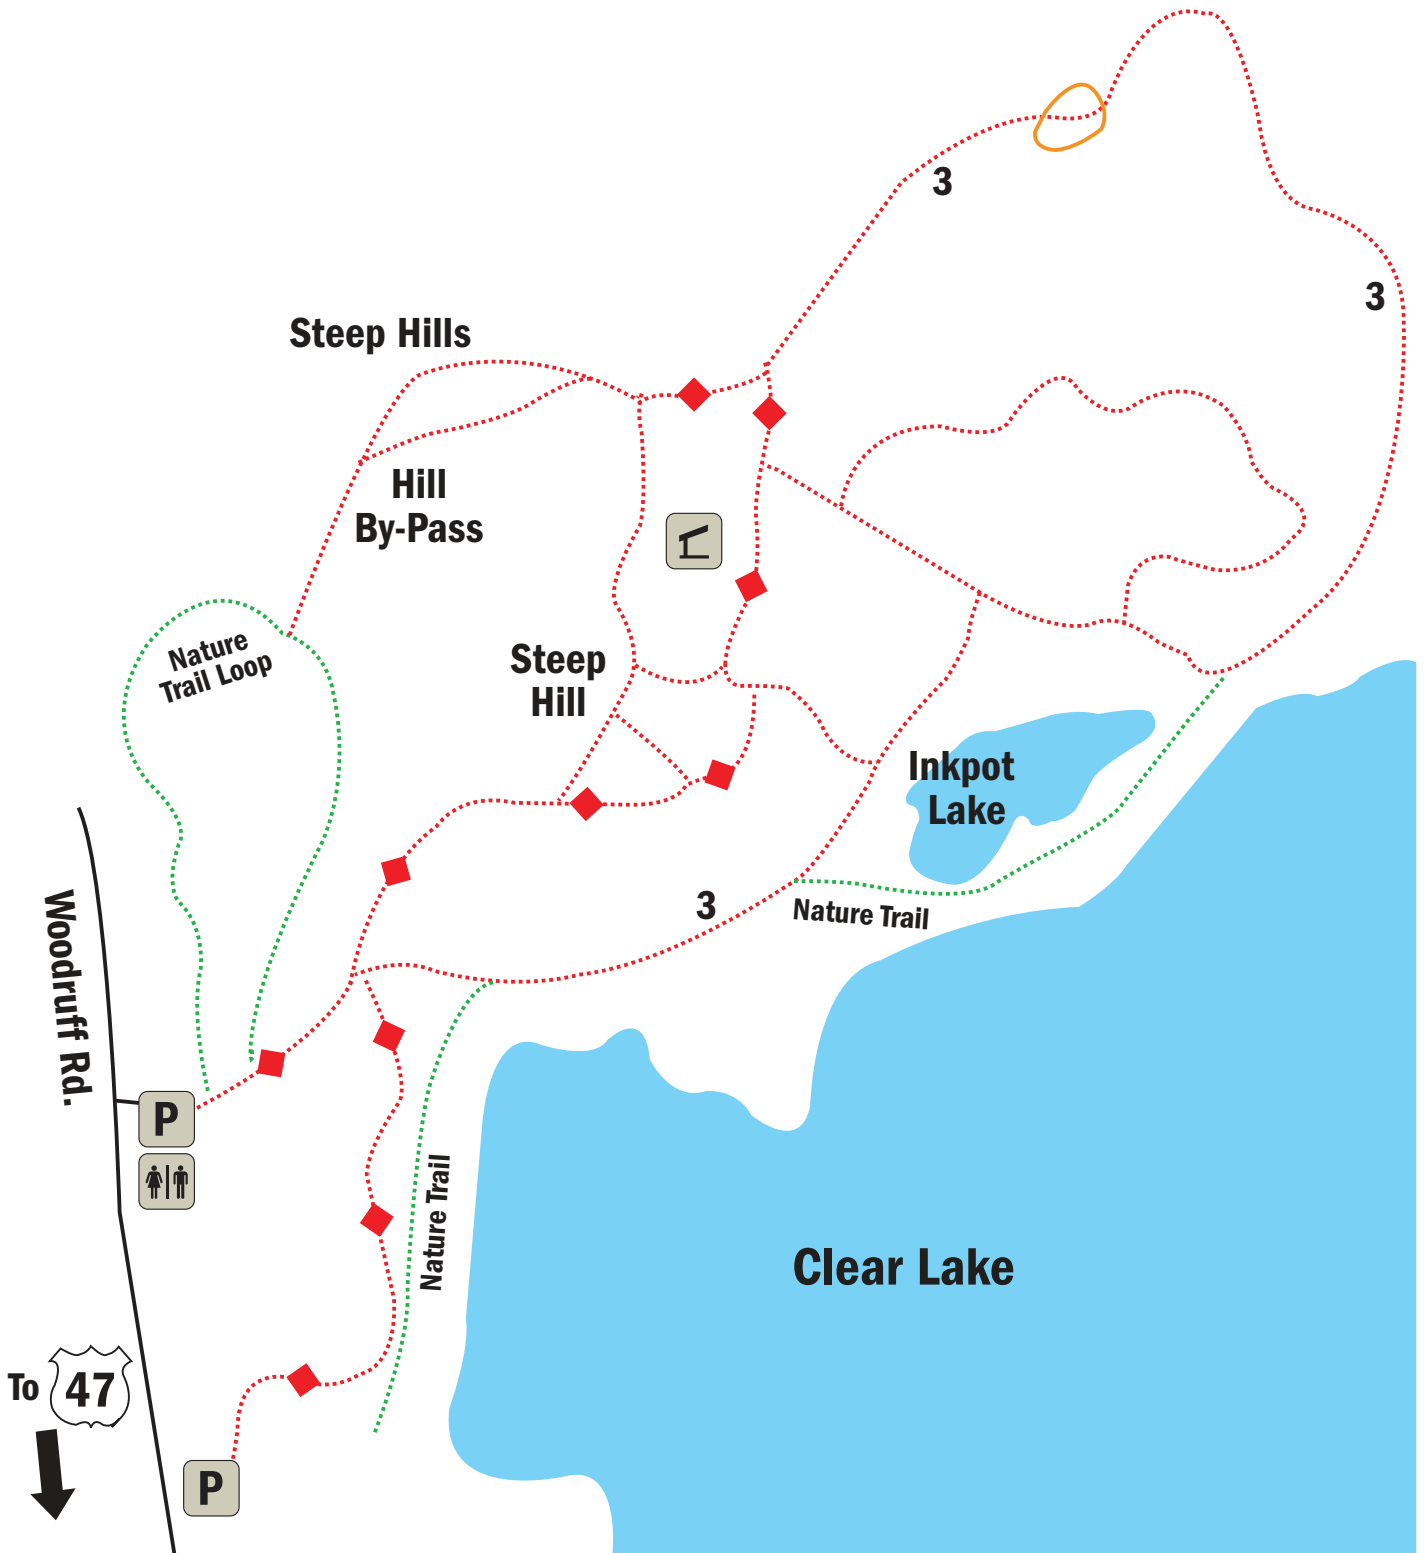 3
3
Steep Hills
Hill
By-Pass
Nature
Trail Loop
Steep
Hill
Inkpot
Lake
3
Nature Trail
Woodruff Rd.
P
Nature Trail
Clear Lake
To 47
P